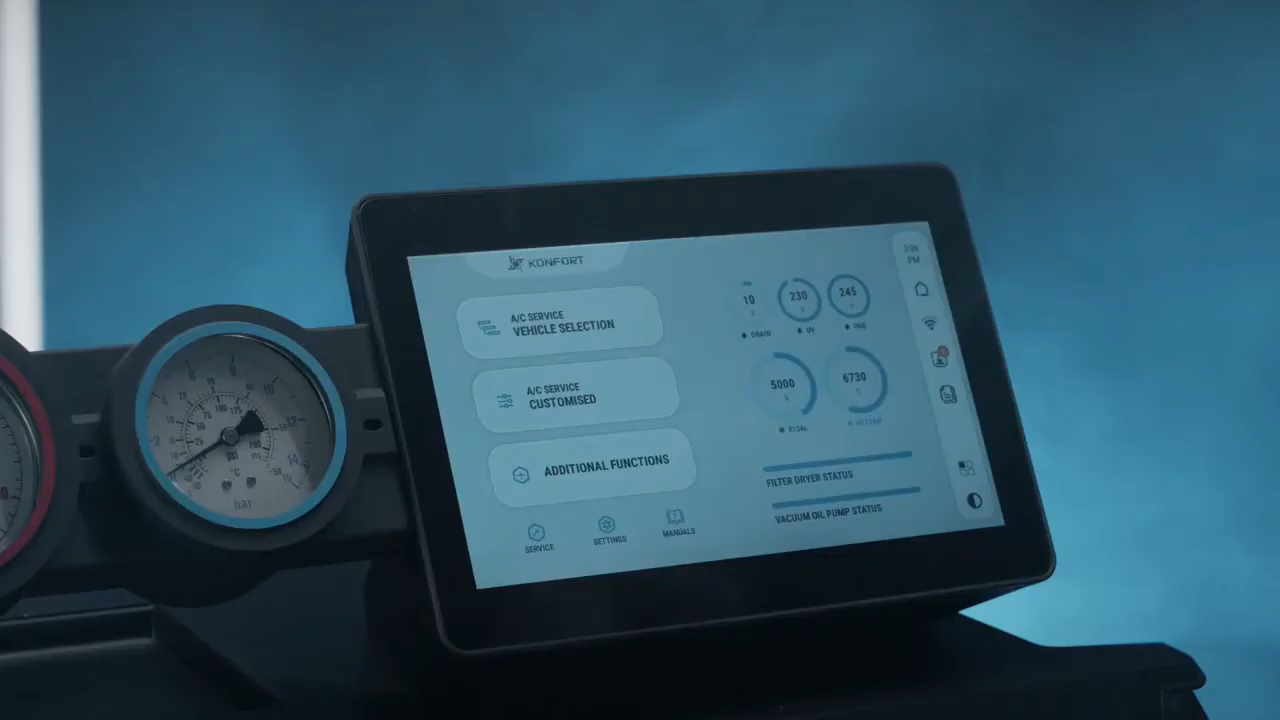 KONFORT
A/C SERVICE
VEHICLE SELECTION
A/C SERVICE
CUSTOMISED
ADDITIONAL FUNCTIONS
SERVICE
SETTINGS
MANUALS
10
230
245
DRAIN
UV
5000
6730
R134a
FILTER DRYER STATUS
VACUUM OIL PUMP STATUS
PM
psi
°C
bar